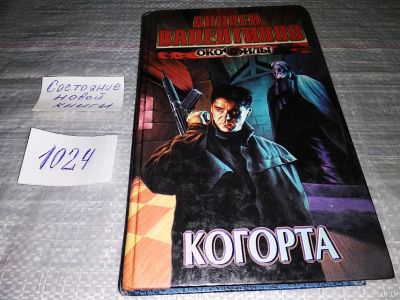 АНДРЕЙ
ВАЛЕНТИНОВ
ОКО СИЛЫ
КОГОРТА
Состояние
новой
книги
1024